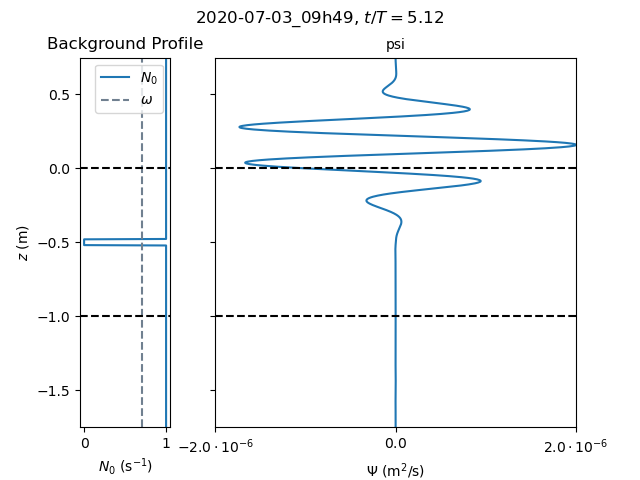 2020-07-03_09h49, t/T = 5.12
Background Profile
psi
N₀
ω
0.5
0.0
−0.5
−1.0
−1.5
z (m)
0
1
−2.0 · 10⁻⁶
0.0
2.0 · 10⁻⁶
N₀ (s⁻¹)
Ψ (m²/s)